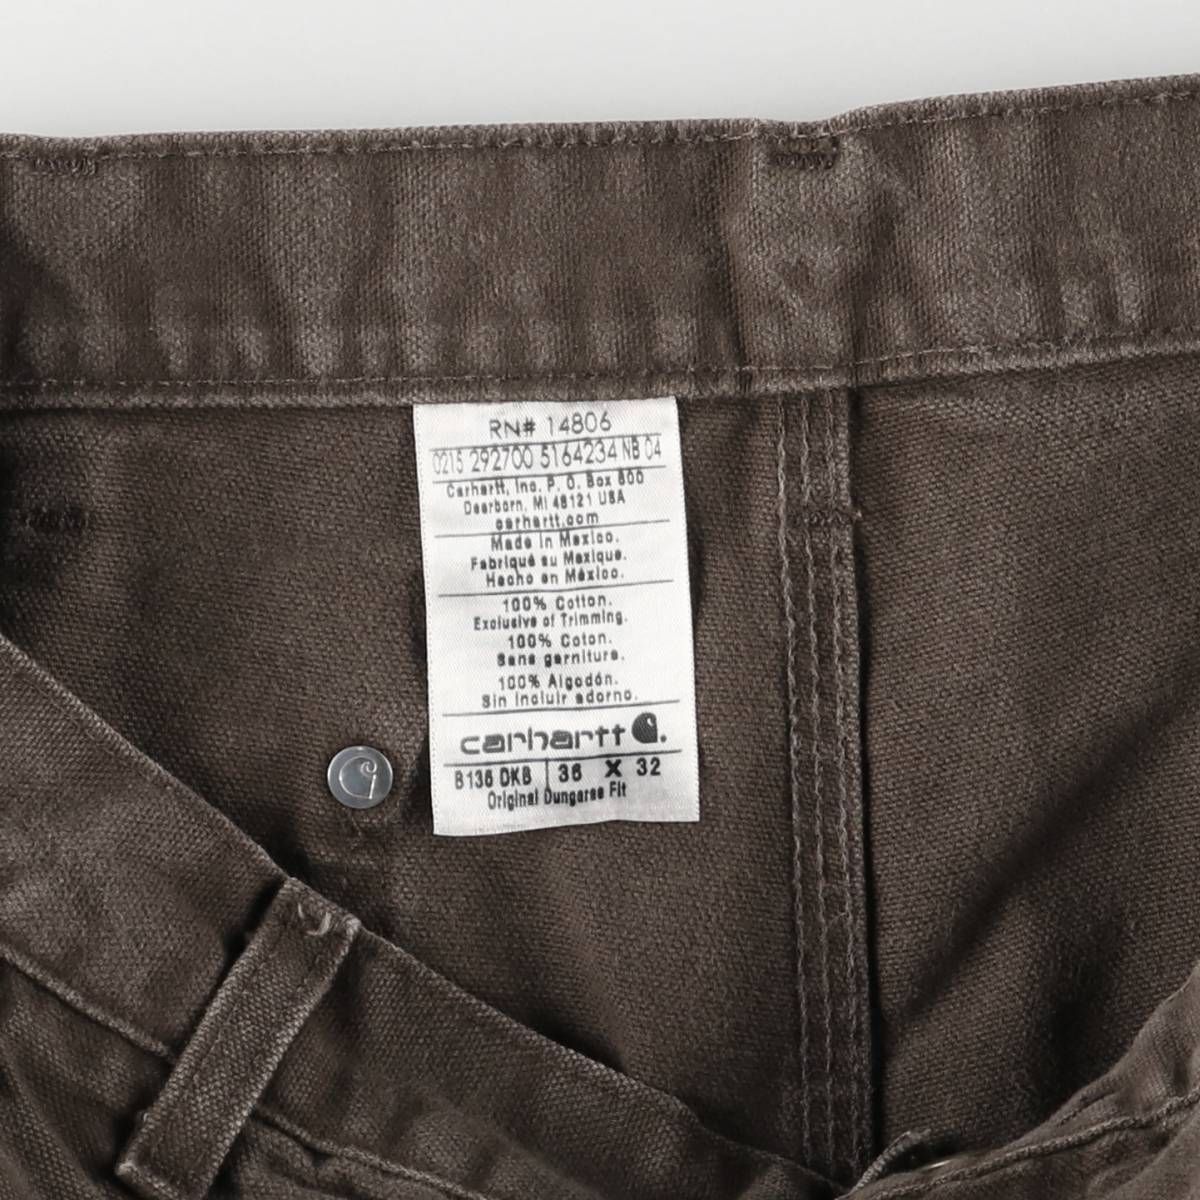 RN# 14806
0215 292700 5164234 NB 04
Carhartt, Inc. P. O. Box 600
Dearborn, MI 48121 USA
carhartt.com
Made in Mexico.
Fabriqué au Mexique.
Hecho en México.
100% Cotton.
Exclusive of Trimming.
100% Coton.
Sans garniture.
100% Algodón.
Sin incluir adorno.
carhartt
B136 DKB 36 X 32
Original Dungaree Fit